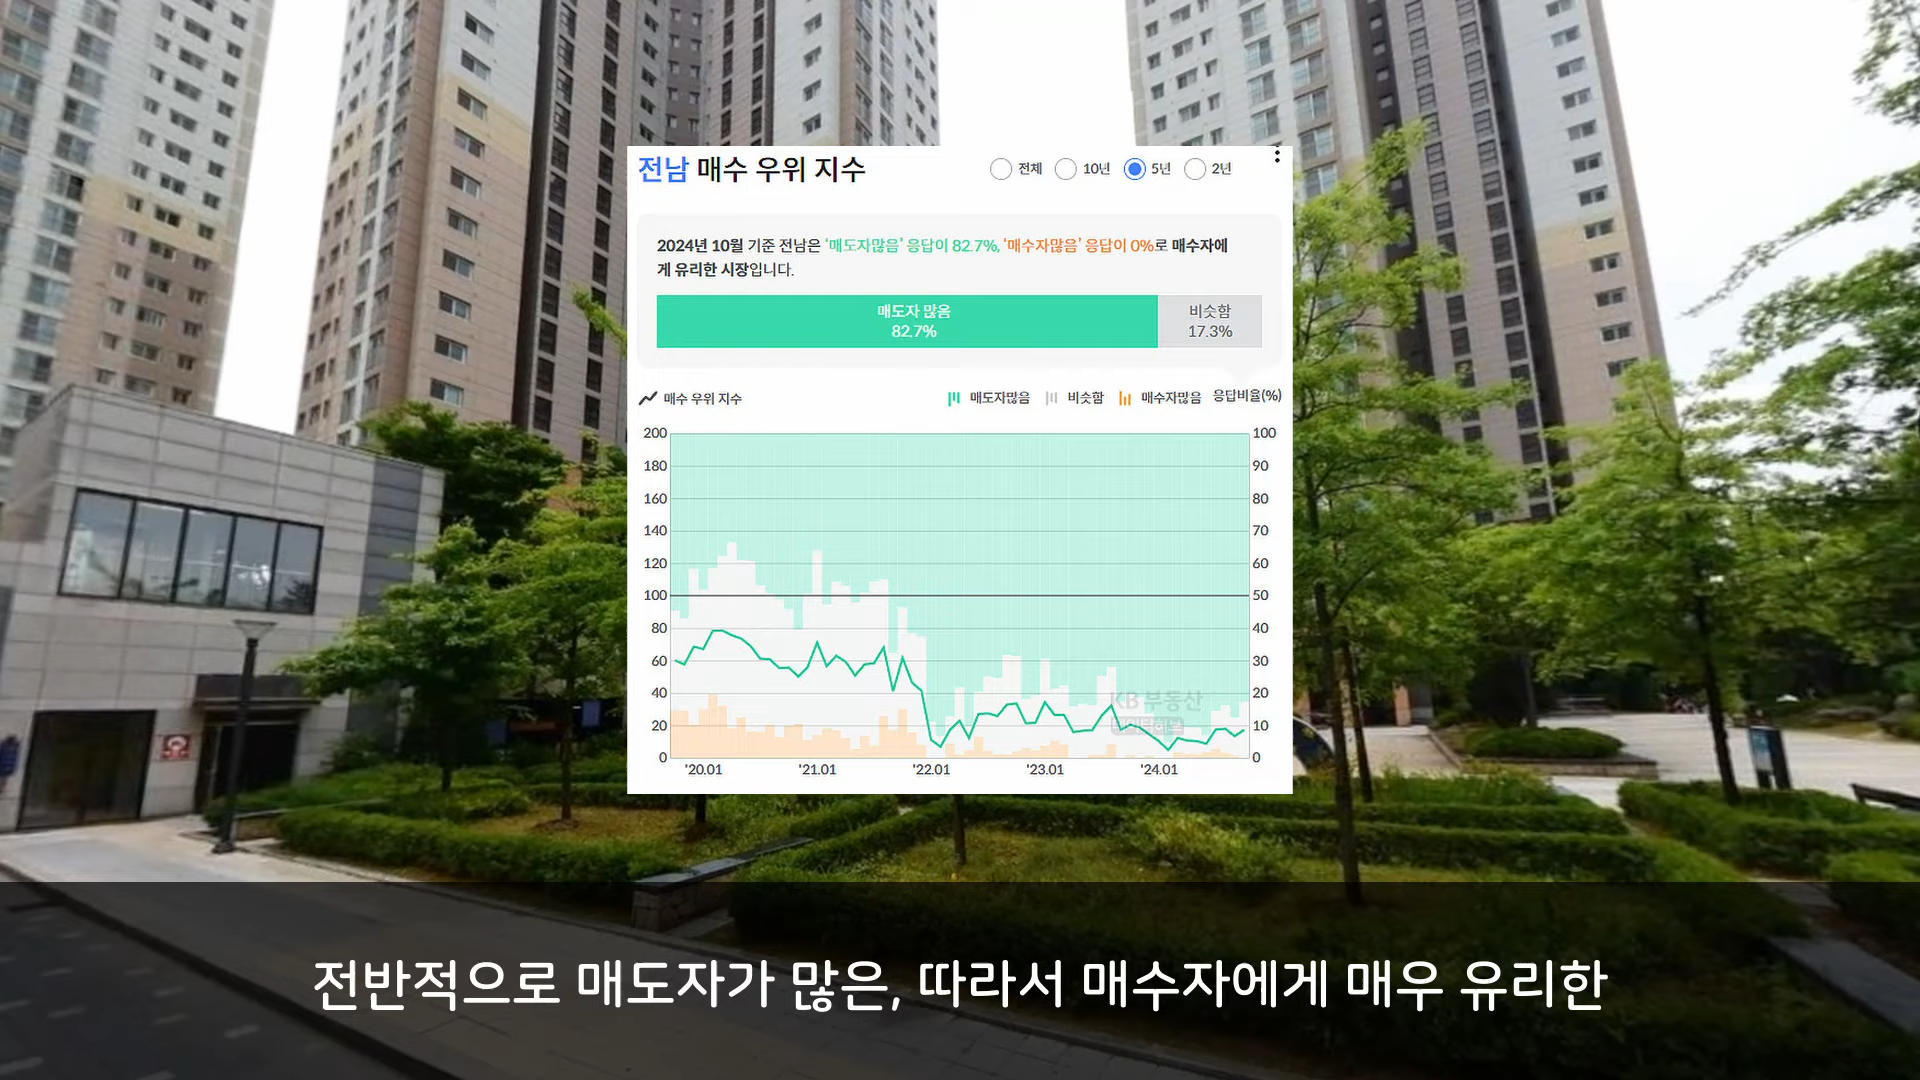 전남 매수 우위 지수
전체 10년 5년 2년
2024년 10월 기준 전남은 '매도자많음' 응답이 82.7%, '매수자많음' 응답이 0%로 매수자에
게 유리한 시장입니다.
매도자 많음
82.7%
비슷함
17.3%
매수 우위 지수
매도자많음 비슷함 매수자많음 응답비율(%)
200 100
180 90
160 80
140 70
120 60
100 50
80 40
60 30
40 20
KB 부동산
20 10
0 0
'20.01 '21.01 '22.01 '23.01 '24.01
전반적으로 매도자가 많은, 따라서 매수자에게 매우 유리한